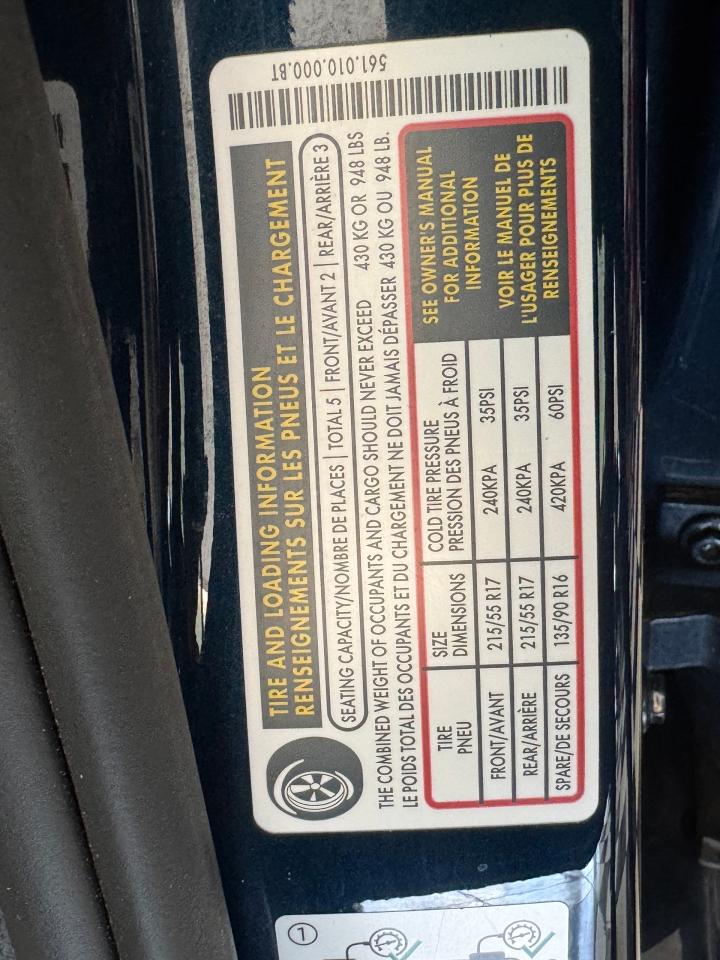 561.010.000.BT
TIRE AND LOADING INFORMATION
RENSEIGNEMENTS SUR LES PNEUS ET LE CHARGEMENT
SEATING CAPACITY/NOMBRE DE PLACES | TOTAL 5 | FRONT/AVANT 2 | REAR/ARRIÈRE 3
THE COMBINED WEIGHT OF OCCUPANTS AND CARGO SHOULD NEVER EXCEED 430 KG OR 948 LBS
LE POIDS TOTAL DES OCCUPANTS ET DU CHARGEMENT NE DOIT JAMAIS DÉPASSER 430 KG OU 948 LB.
TIRE
PNEU
SIZE
DIMENSIONS
COLD TIRE PRESSURE
PRESSION DES PNEUS À FROID
FRONT/AVANT 215/55 R17 240KPA 35PSI
REAR/ARRIÈRE 215/55 R17 240KPA 35PSI
SPARE/DE SECOURS 135/90 R16 420KPA 60PSI
SEE OWNER'S MANUAL
FOR ADDITIONAL
INFORMATION
VOIR LE MANUEL DE
L'USAGER POUR PLUS DE
RENSEIGNEMENTS
1